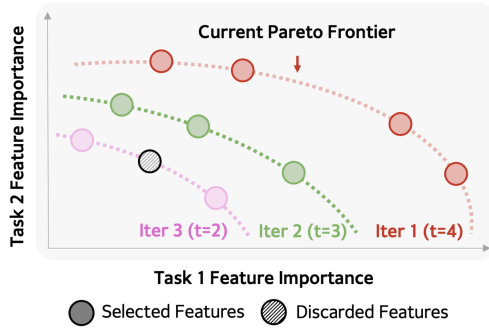 Current Pareto Frontier
Task 2 Feature Importance
Iter 3 (t=2)
Iter 2 (t=3)
Iter 1 (t=4)
Task 1 Feature Importance
Selected Features
Discarded Features